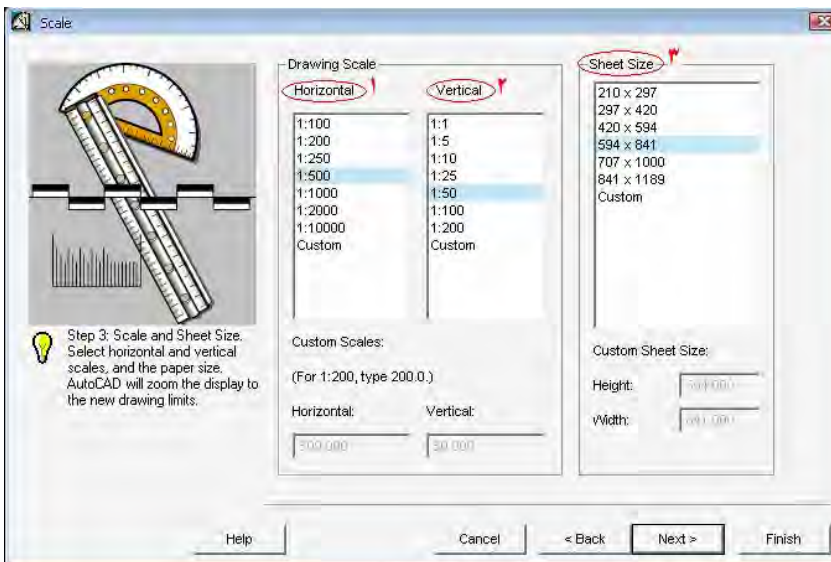 Scale
Step 3: Scale and Sheet Size.
Select horizontal and vertical
scales, and the paper size.
AutoCAD will zoom the display to
the new drawing limits.
Drawing Scale
Horizontal ۱
Vertical ۲
1:100
1:200
1:250
1:500
1:1000
1:2000
1:10000
Custom
1:1
1:5
1:10
1:25
1:50
1:100
1:200
Custom
Custom Scales:
(For 1:200, type 200.0.)
Horizontal:
Vertical:
500.000
50.000
Sheet Size ۳
210 x 297
297 x 420
420 x 594
594 x 841
707 x 1000
841 x 1189
Custom
Custom Sheet Size:
Height:
Width:
Help
Cancel
< Back
Next >
Finish